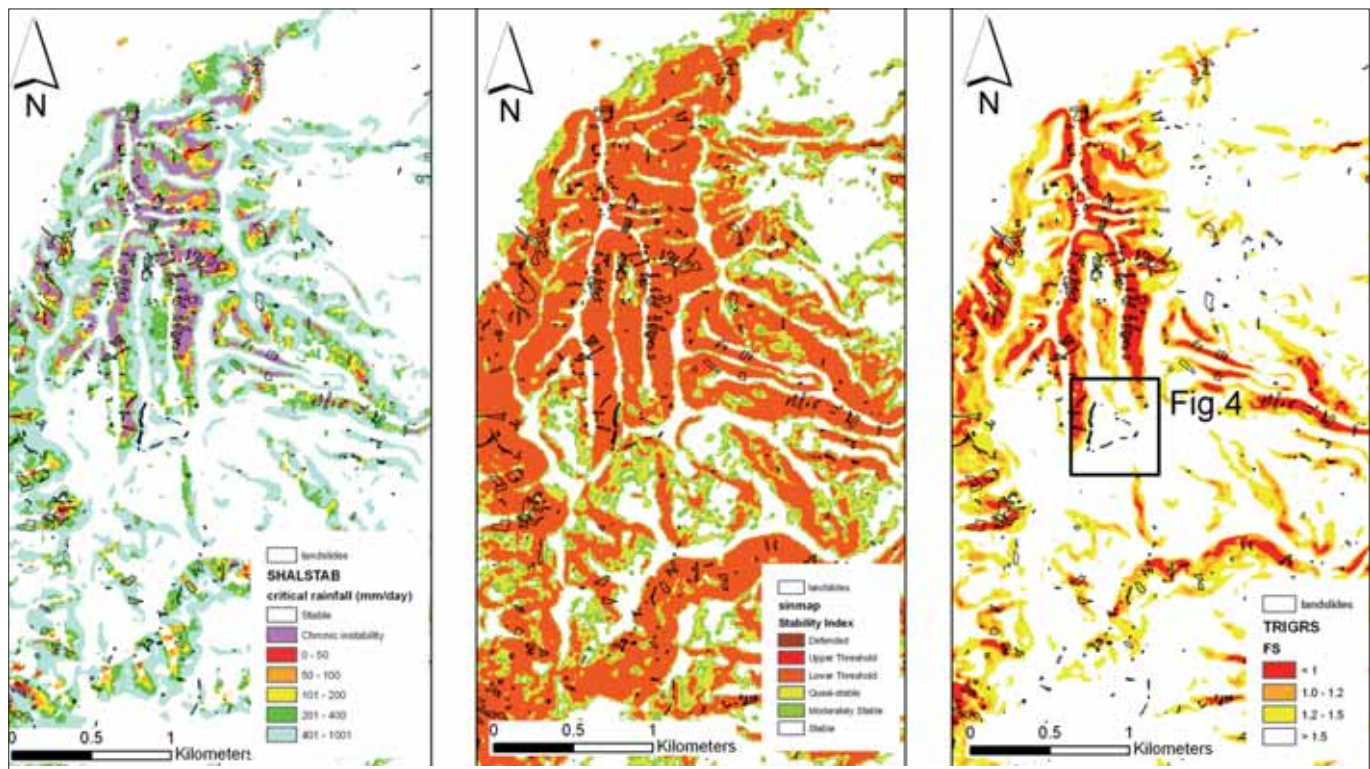 N
landslides
SHALSTAB
critical rainfall (mm/day)
Stable
Chronic instability
0 - 50
50 - 100
101 - 200
201 - 400
401 - 1001
0 0.5 1
Kilometers
N
landslides
sinmap
Stability Index
Defended
Upper Threshold
Lower Threshold
Quasi-stable
Moderately Stable
Stable
0 0.5 1
Kilometers
N
Fig.4
landslides
TRIGRS
FS
< 1
1.0 - 1.2
1.2 - 1.5
> 1.5
0 0.5 1
Kilometers